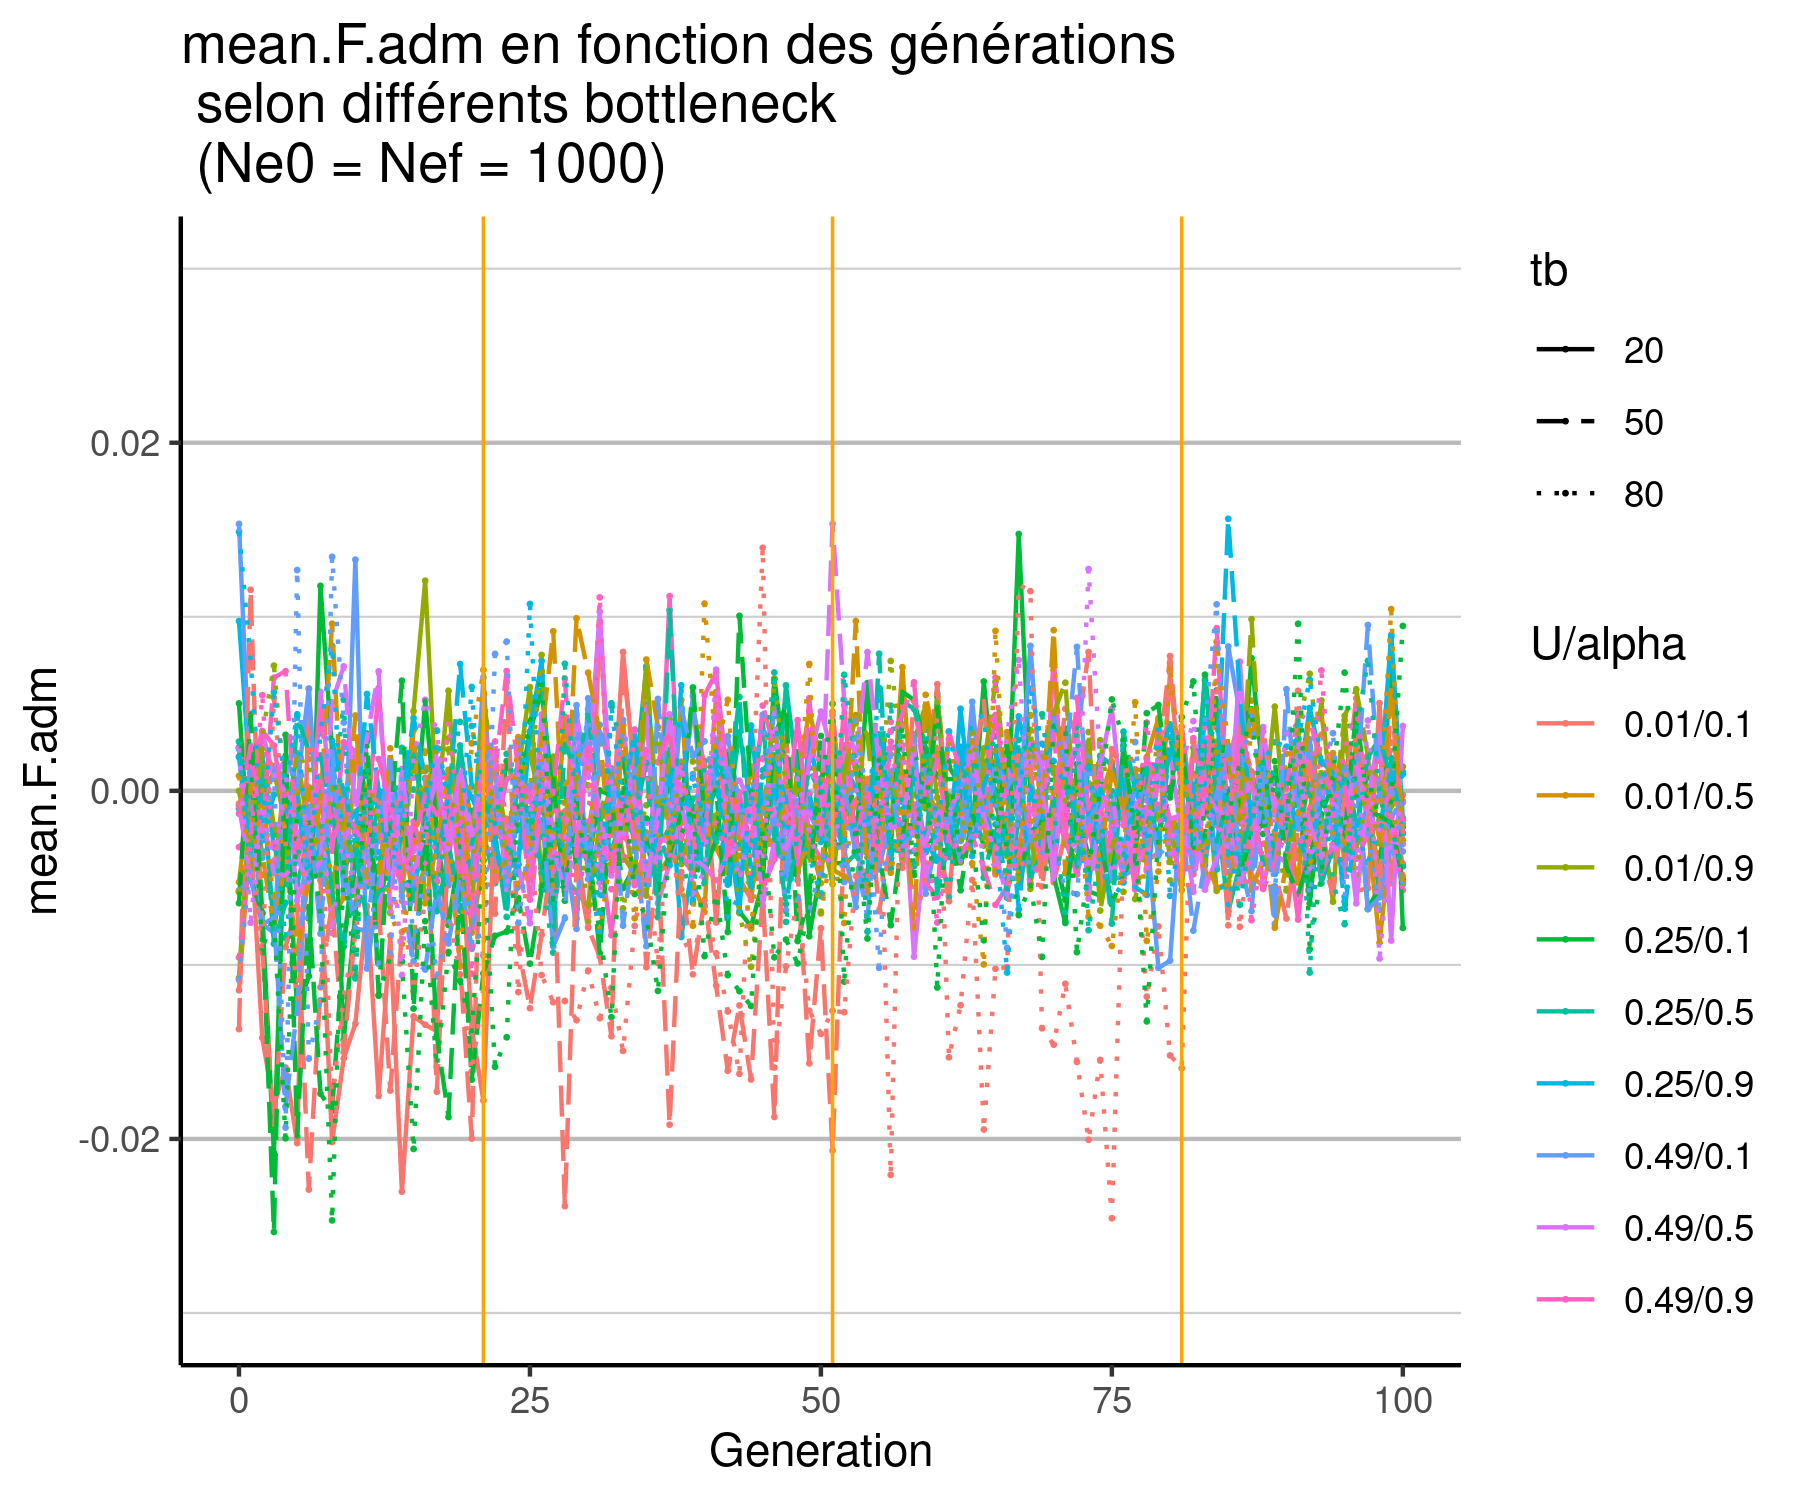 mean.F.adm en fonction des générations
selon différents bottleneck
(Ne0 = Nef = 1000)
mean.F.adm
0.02
0.00
-0.02
0
25
50
75
100
Generation
tb
20
50
80
U/alpha
0.01/0.1
0.01/0.5
0.01/0.9
0.25/0.1
0.25/0.5
0.25/0.9
0.49/0.1
0.49/0.5
0.49/0.9